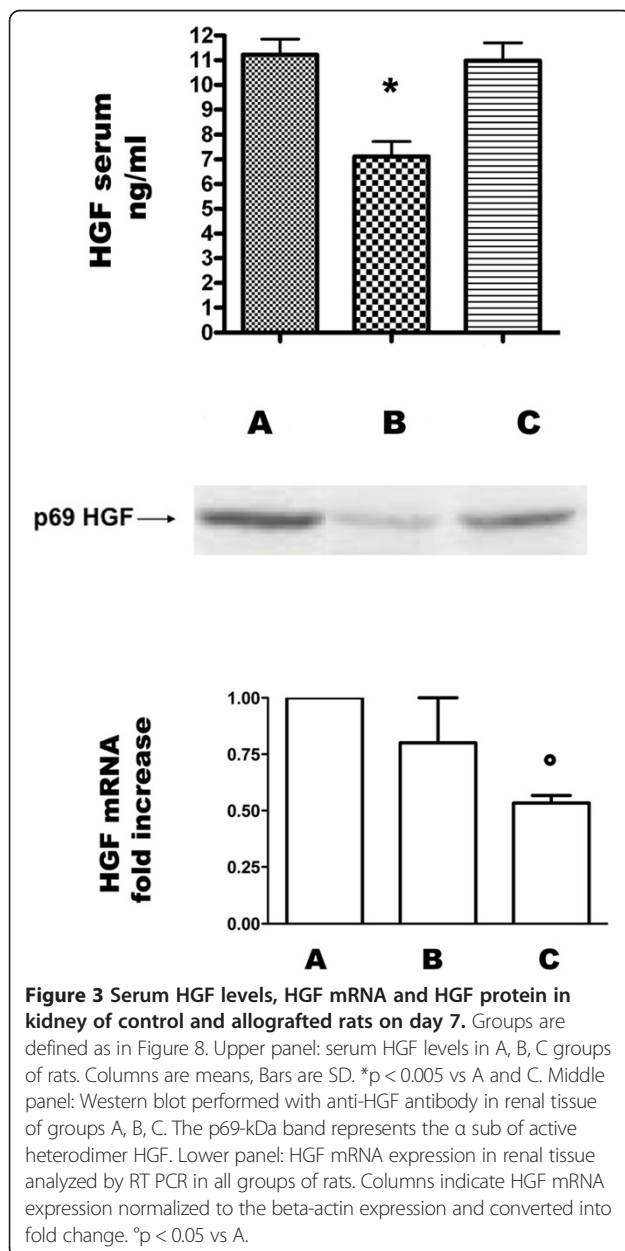 12
11
10
9
8
7
6
5
4
3
2
1
0
HGF serum
ng/ml
*
A B C
p69 HGF→
1.00
0.75
0.50
0.25
0.00
HGF mRNA
fold increase
°
A B C
Figure 3 Serum HGF levels, HGF mRNA and HGF protein in
kidney of control and allografted rats on day 7. Groups are
defined as in Figure 8. Upper panel: serum HGF levels in A, B, C groups
of rats. Columns are means, Bars are SD. *p < 0.005 vs A and C. Middle
panel: Western blot performed with anti-HGF antibody in renal tissue
of groups A, B, C. The p69-kDa band represents the α sub of active
heterodimer HGF. Lower panel: HGF mRNA expression in renal tissue
analyzed by RT PCR in all groups of rats. Columns indicate HGF mRNA
expression normalized to the beta-actin expression and converted into
fold change. °p < 0.05 vs A.